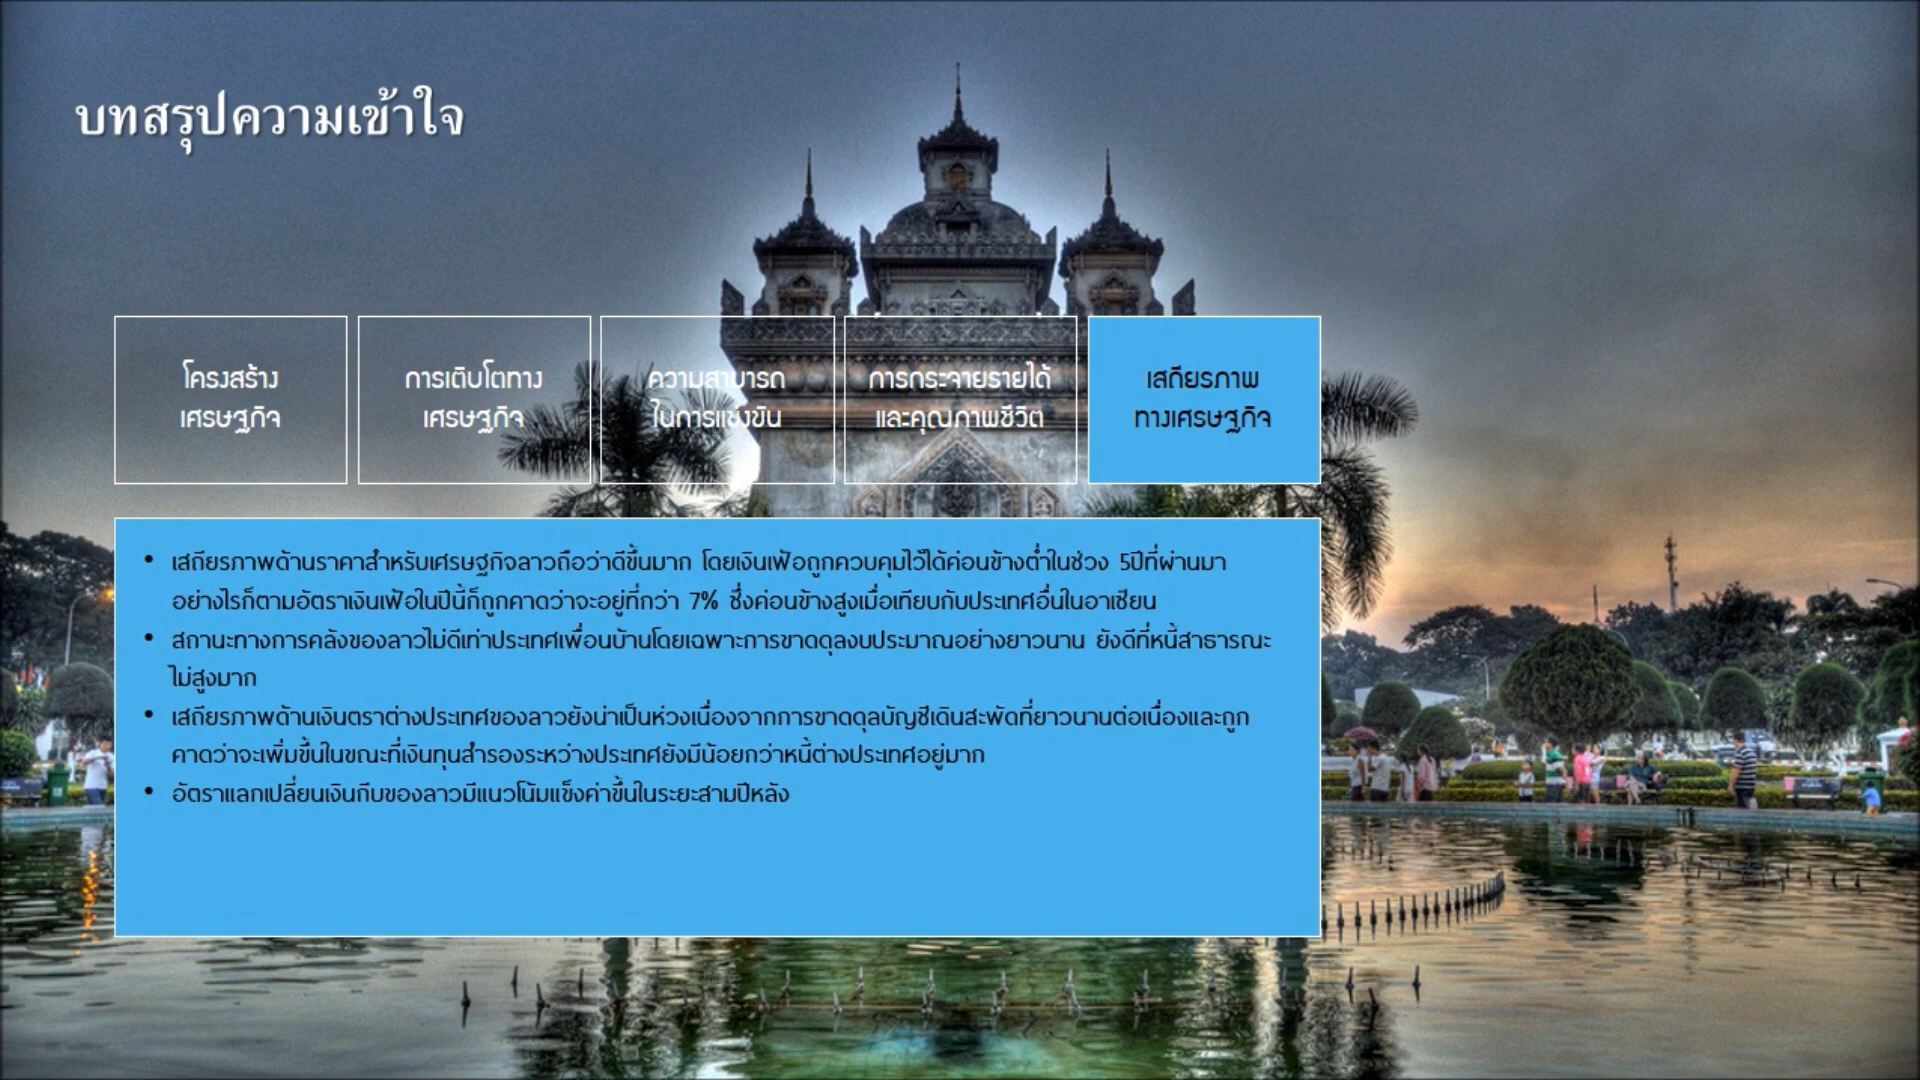 บทสรุปความเข้าใจ
โครงสร้าง
เศรษฐกิจ
การเติบโตทาง
เศรษฐกิจ
ความสามารถ
ในการแข่งขัน
การกระจายรายได้
และคุณภาพชีวิต
เสถียรภาพ
ทางเศรษฐกิจ
• เสถียรภาพด้านราคาสำหรับเศรษฐกิจลาวถือว่าดีขึ้นมาก โดยเงินเฟ้อถูกควบคุมไว้ได้ค่อนข้างต่ำในช่วง 5ปีที่ผ่านมา
อย่างไรก็ตามอัตราเงินเฟ้อในปีนี้ก็ถูกคาดว่าจะอยู่ที่กว่า 7% ซึ่งค่อนข้างสูงเมื่อเทียบกับประเทศอื่นในอาเซียน
• สถานะทางการคลังของลาวไม่ดีเท่าประเทศเพื่อนบ้านโดยเฉพาะการขาดดุลงบประมาณอย่างยาวนาน ยังดีที่หนี้สาธารณะ
ไม่สูงมาก
• เสถียรภาพด้านเงินตราต่างประเทศของลาวยังน่าเป็นห่วงเนื่องจากการขาดดุลบัญชีเดินสะพัดที่ยาวนานต่อเนื่องและถูก
คาดว่าจะเพิ่มขึ้นในขณะที่เงินทุนสำรองระหว่างประเทศยังมีน้อยกว่าหนี้ต่างประเทศอยู่มาก
• อัตราแลกเปลี่ยนเงินกีบของลาวมีแนวโน้มแข็งค่าขึ้นในระยะสามปีหลัง